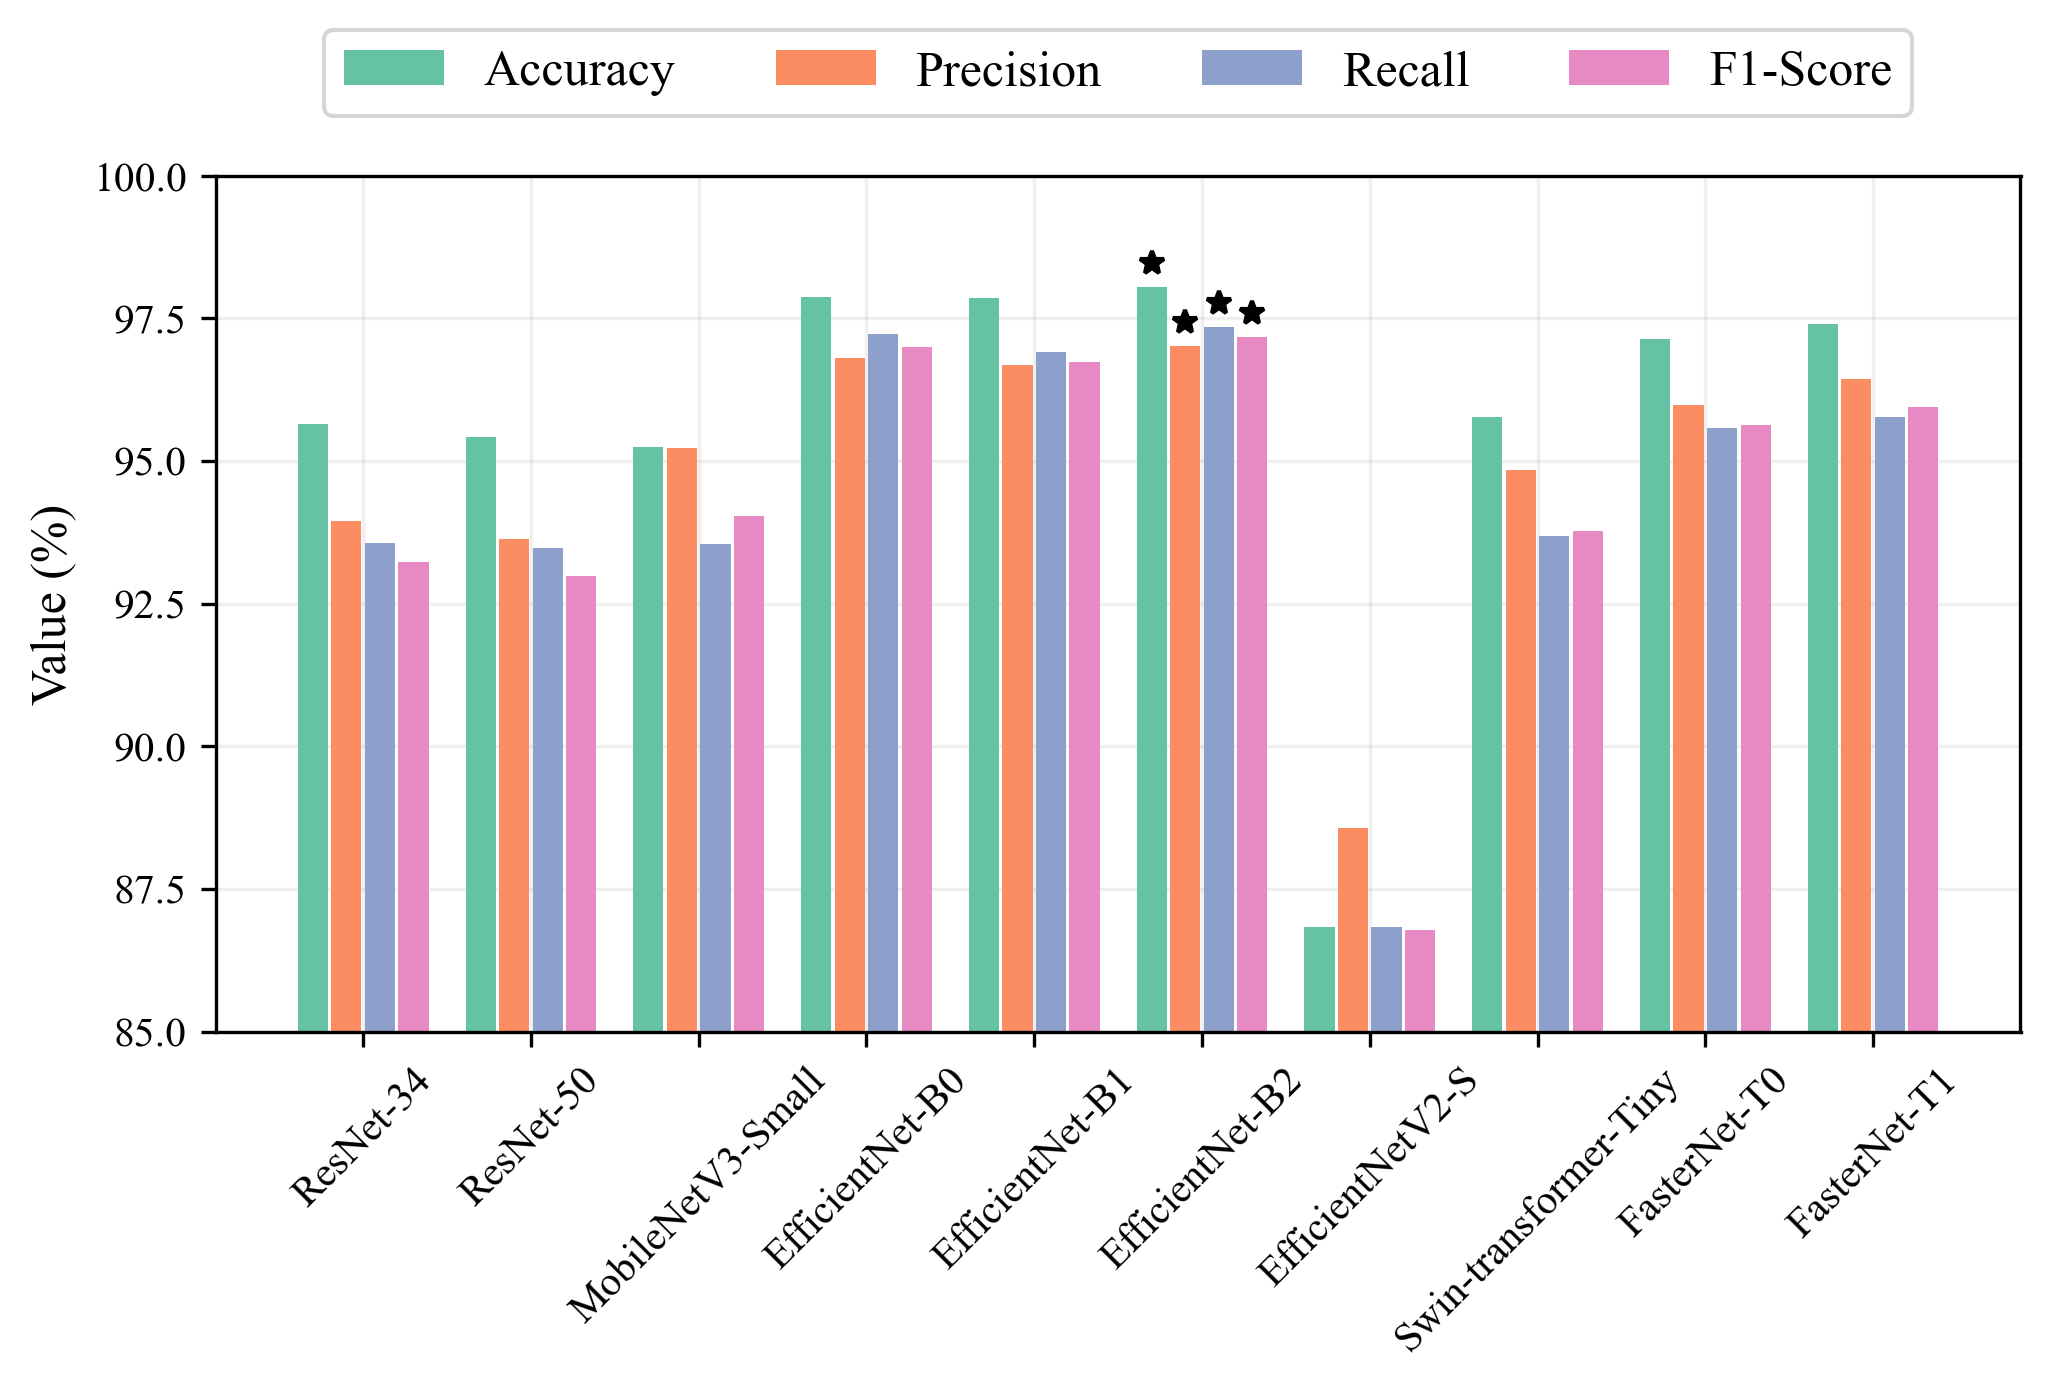 Accuracy Precision Recall F1-Score
100.0
97.5
95.0
92.5
90.0
87.5
85.0
Value (%)
ResNet-34
ResNet-50
MobileNetV3-Small
EfficientNet-B0
EfficientNet-B1
EfficientNet-B2
EfficientNetV2-S
Swin-transformer-Tiny
FasterNet-T0
FasterNet-T1